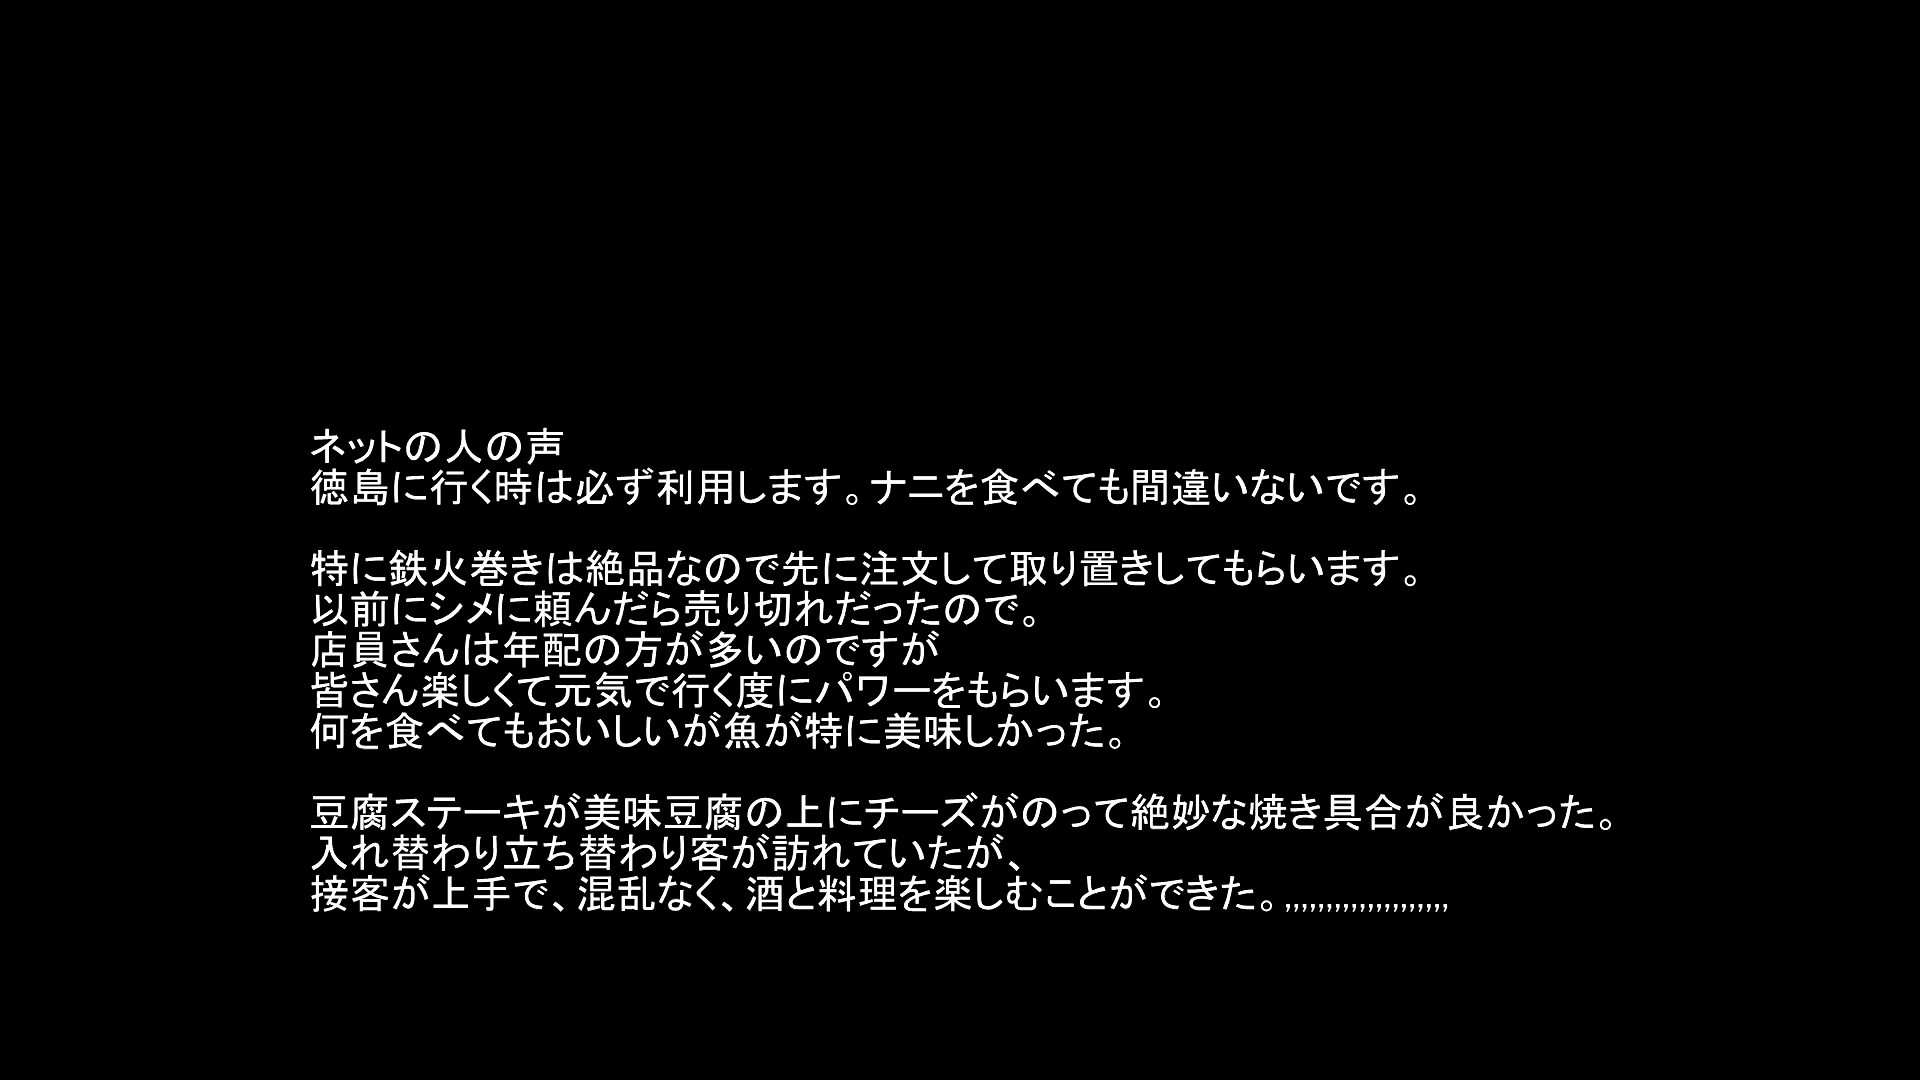 ネットの人の声
徳島に行く時は必ず利用します。ナニを食べても間違いないです。
特に鉄火巻きは絶品なので先に注文して取り置きしてもらいます。
以前にシメに頼んだら売り切れだったので。
店員さんは年配の方が多いのですが
皆さん楽しくて元気で行く度にパワーをもらいます。
何を食べてもおいしいが魚が特に美味しかった。
豆腐ステーキが美味豆腐の上にチーズがのって絶妙な焼き具合が良かった。
入れ替わり立ち替わり客が訪れていたが、
接客が上手で、混乱なく、酒と料理を楽しむことができた。,,,,,,,,,,,,,,,,,,,,